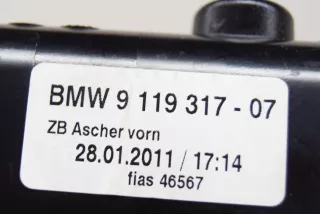 BMW 9 119 317 - 07
ZB Ascher vorn
28.01.2011 / 17:14
fias 46567